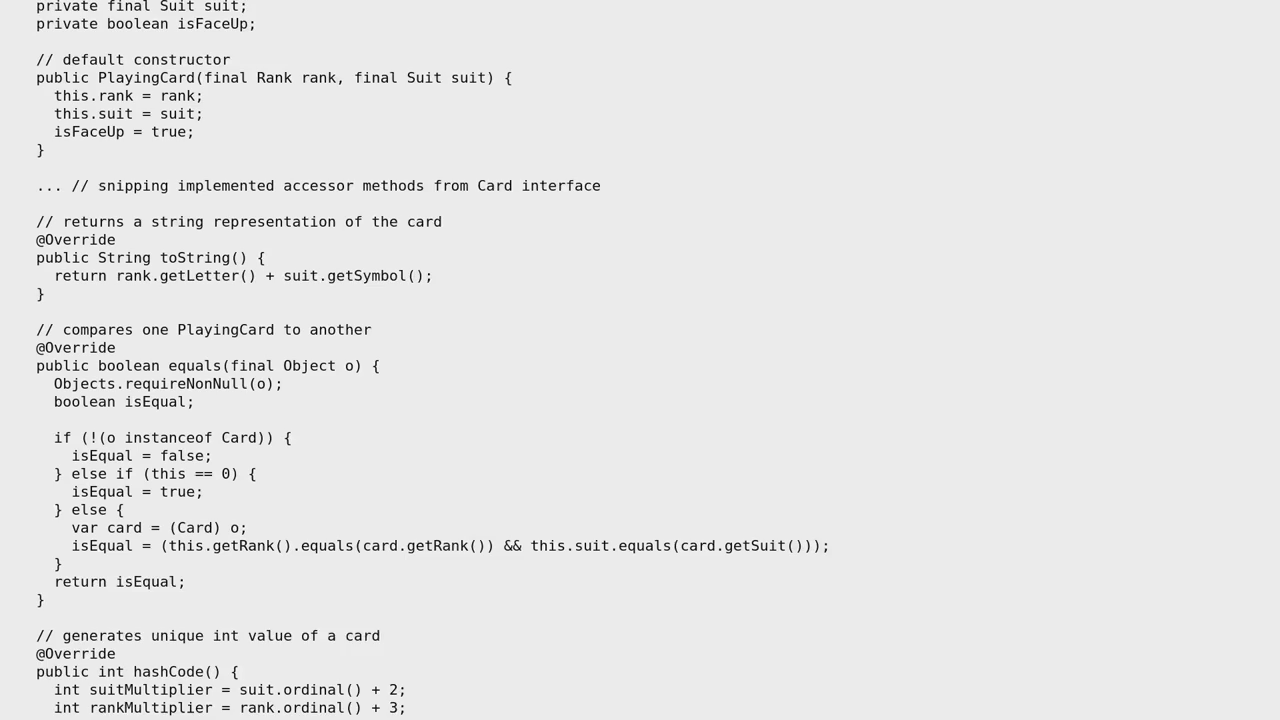 private final Suit suit;
private boolean isFaceUp;
// default constructor
public PlayingCard(final Rank rank, final Suit suit) {
this.rank = rank;
this.suit = suit;
isFaceUp = true;
}
... // snipping implemented accessor methods from Card interface
// returns a string representation of the card
@Override
public String toString() {
return rank.getLetter() + suit.getSymbol();
}
// compares one PlayingCard to another
@Override
public boolean equals(final Object o) {
Objects.requireNonNull(o);
boolean isEqual;
if (!(o instanceof Card)) {
isEqual = false;
} else if (this == 0) {
isEqual = true;
} else {
var card = (Card) o;
isEqual = (this.getRank().equals(card.getRank()) && this.suit.equals(card.getSuit()));
}
return isEqual;
}
// generates unique int value of a card
@Override
public int hashCode() {
int suitMultiplier = suit.ordinal() + 2;
int rankMultiplier = rank.ordinal() + 3;